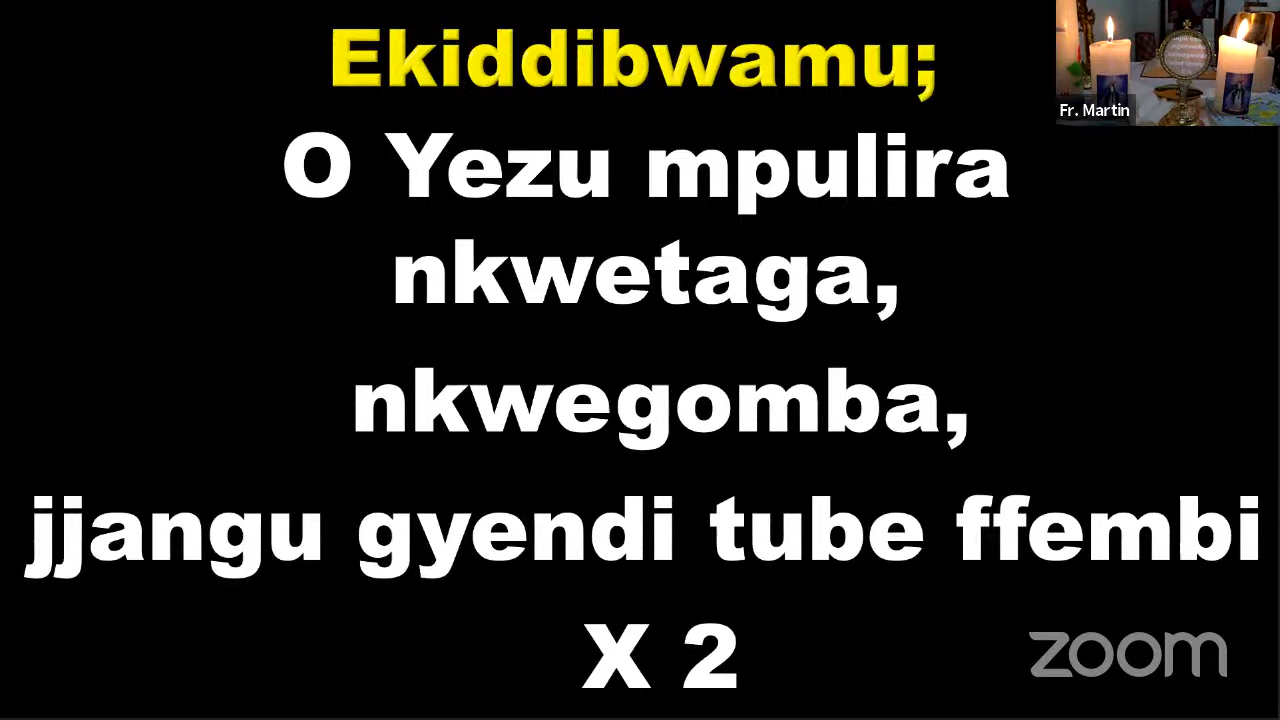 Ekiddibwamu;
O Yezu mpulira
nkwetaga,
nkwegomba,
jjangu gyendi tube ffembi
X 2
Fr. Martin
zoom